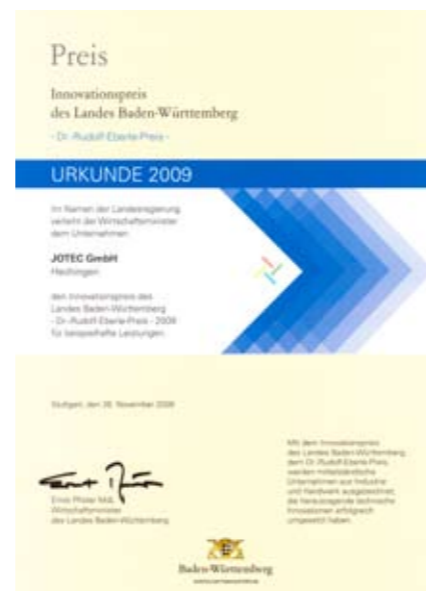 Preis
Innovationspreis
des Landes Baden-Württemberg
- Dr.-Rudolf-Eberle-Preis -
URKUNDE 2009
Im Namen der Landesregierung
verleiht der Wirtschaftsminister
dem Unternehmen
JOTEC GmbH
Hechingen
den Innovationspreis des
Landes Baden-Württemberg
- Dr.-Rudolf-Eberle-Preis - 2009
für beispielhafte Leistungen.
Stuttgart, den 26. November 2009
Ernst Pfister MdL
Wirtschaftsminister
des Landes Baden-Württemberg
Mit dem Innovationspreis
des Landes Baden-Württemberg,
dem Dr.-Rudolf-Eberle-Preis,
werden mittelständische
Unternehmen aus Industrie
und Handwerk ausgezeichnet,
die herausragende technische
Innovationen erfolgreich
umgesetzt haben.
Baden-Württemberg